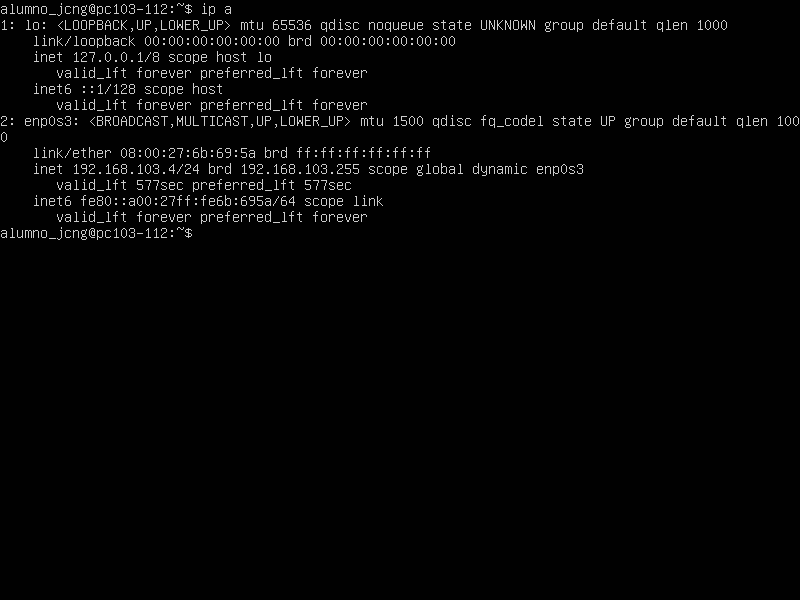 alumno_jcng@pc103-112:~$ ip a
1: lo: <LOOPBACK,UP,LOWER_UP> mtu 65536 qdisc noqueue state UNKNOWN group default qlen 1000
    link/loopback 00:00:00:00:00:00 brd 00:00:00:00:00:00
    inet 127.0.0.1/8 scope host lo
       valid_lft forever preferred_lft forever
    inet6 ::1/128 scope host
       valid_lft forever preferred_lft forever
2: enp0s3: <BROADCAST,MULTICAST,UP,LOWER_UP> mtu 1500 qdisc fq_codel state UP group default qlen 100
0
    link/ether 08:00:27:6b:69:5a brd ff:ff:ff:ff:ff:ff
    inet 192.168.103.4/24 brd 192.168.103.255 scope global dynamic enp0s3
       valid_lft 577sec preferred_lft 577sec
    inet6 fe80::a00:27ff:fe6b:695a/64 scope link
       valid_lft forever preferred_lft forever
alumno_jcng@pc103-112:~$